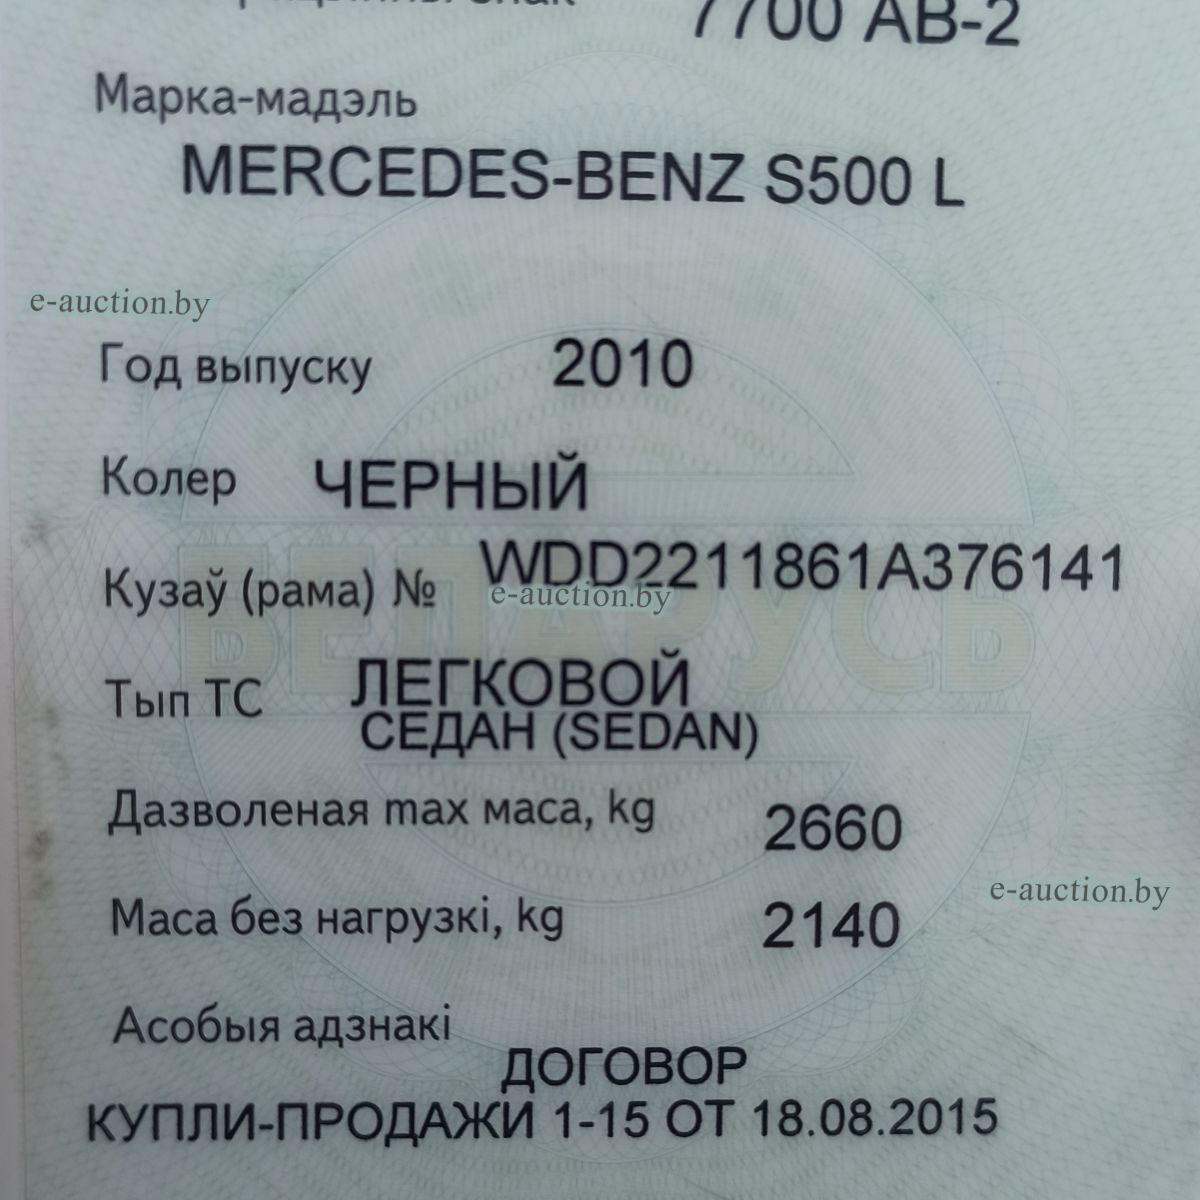 знак 7700 AB-2
Марка-мадэль
MERCEDES-BENZ S500 L
e-auction.by
Год выпуску 2010
Колер ЧЕРНЫЙ
Кузаў (рама) № WDD2211861A376141
e-auction.by
Тып ТС ЛЕГКОВОЙ
СЕДАН (SEDAN)
Дазволеная max маса, kg 2660
e-auction.by
Маса без нагрузкі, kg 2140
Асобыя адзнакі
ДОГОВОР
КУПЛИ-ПРОДАЖИ 1-15 ОТ 18.08.2015